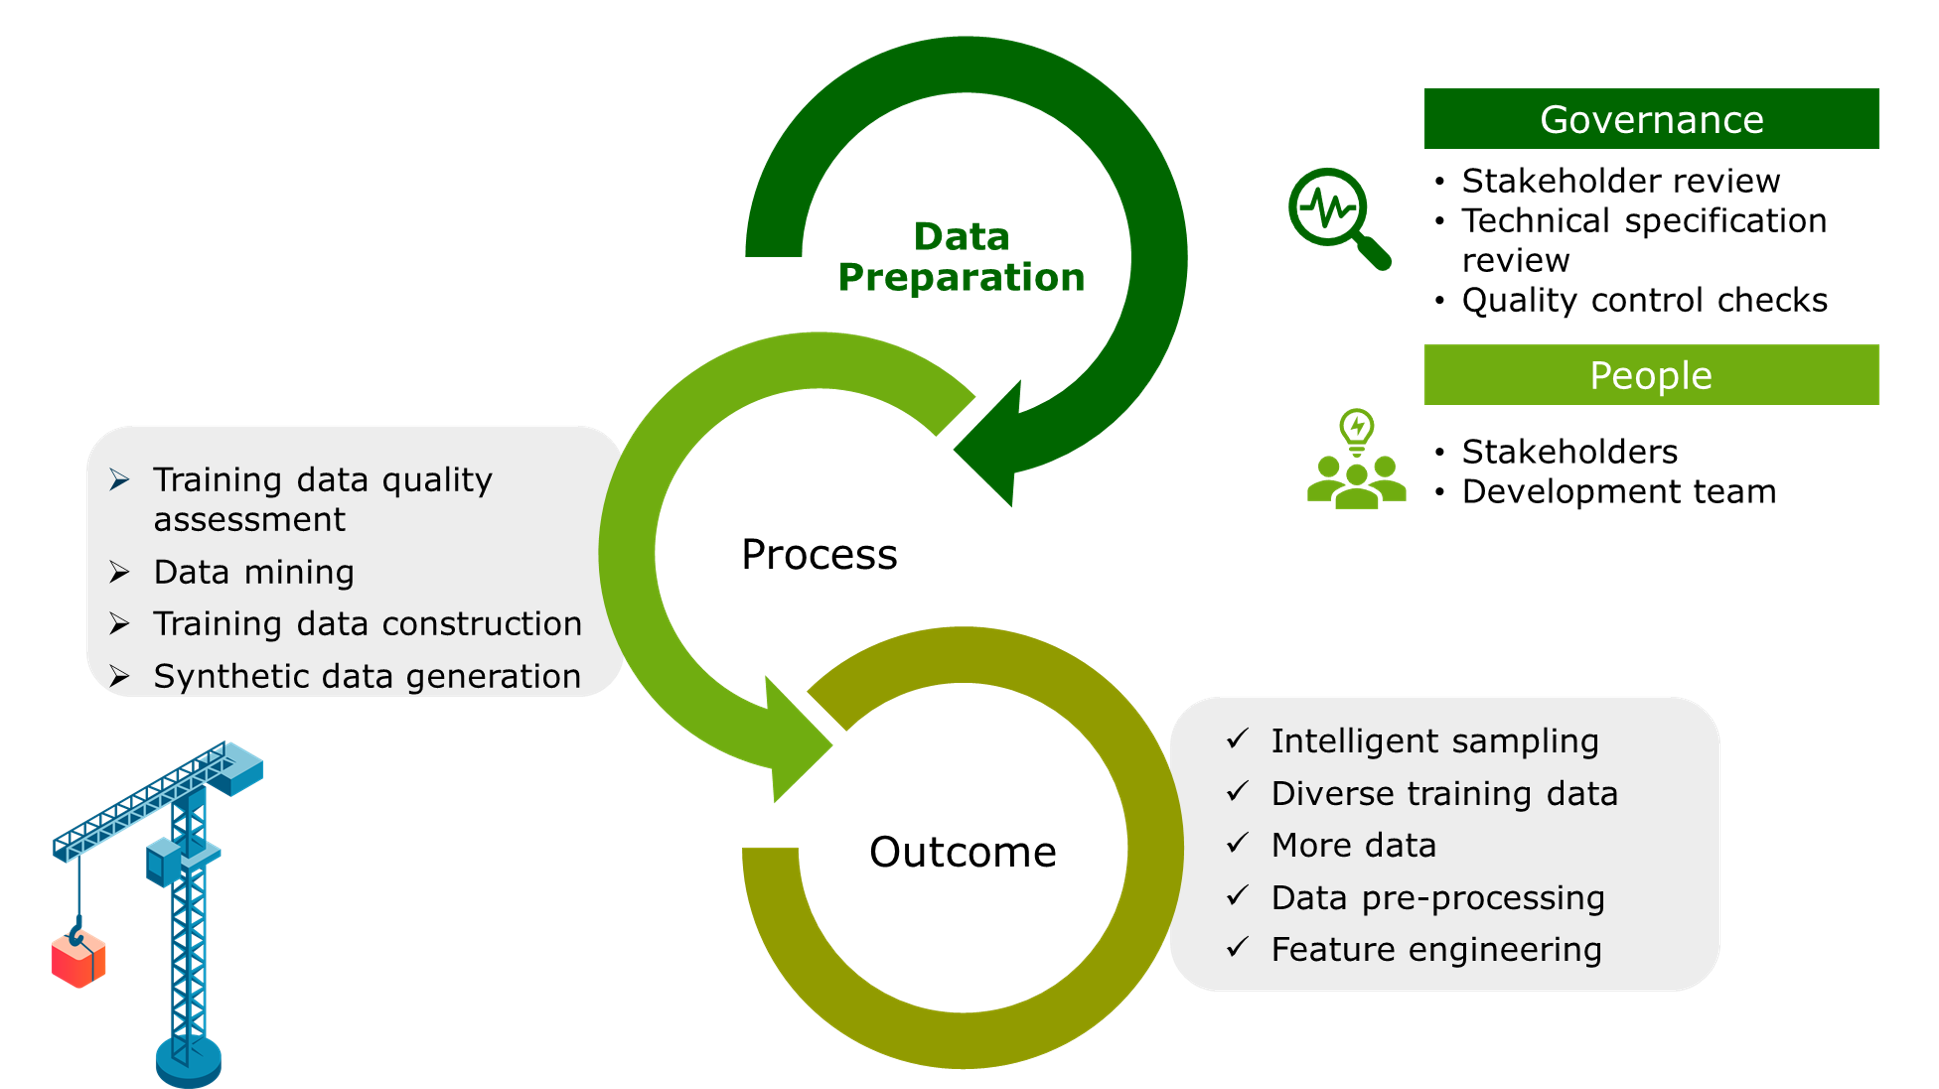 Data
Preparation
Governance
• Stakeholder review
• Technical specification
review
• Quality control checks
People
• Stakeholders
• Development team
Process
➢ Training data quality
assessment
➢ Data mining
➢ Training data construction
➢ Synthetic data generation
Outcome
✓ Intelligent sampling
✓ Diverse training data
✓ More data
✓ Data pre-processing
✓ Feature engineering